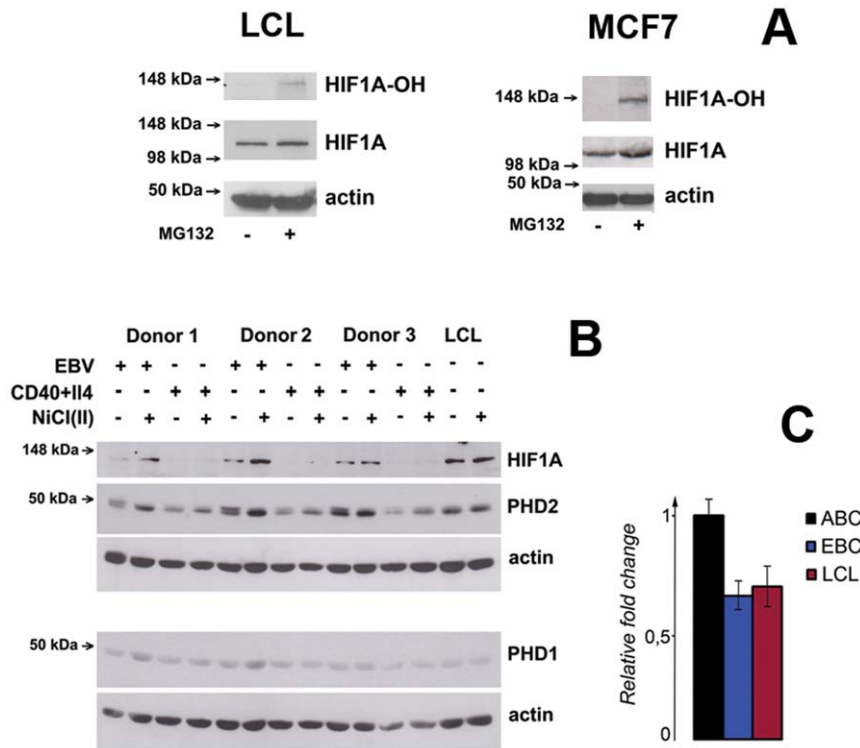 LCL
MCF7
A
148 kDa → HIF1A-OH
148 kDa → HIF1A
98 kDa →
50 kDa → actin
MG132 - +
148 kDa → HIF1A-OH
98 kDa → HIF1A
50 kDa → actin
MG132 - +
B
Donor 1 Donor 2 Donor 3 LCL
EBV + + - - + + - - + + - - - -
CD40+Il4 - - + + - - + + - - + + - -
NiCl(II) - + - + - + - + - + - + - +
148 kDa → HIF1A
50 kDa → PHD2
actin
50 kDa → PHD1
actin
C
Relative fold change
1
0,5
0
ABC
EBC
LCL